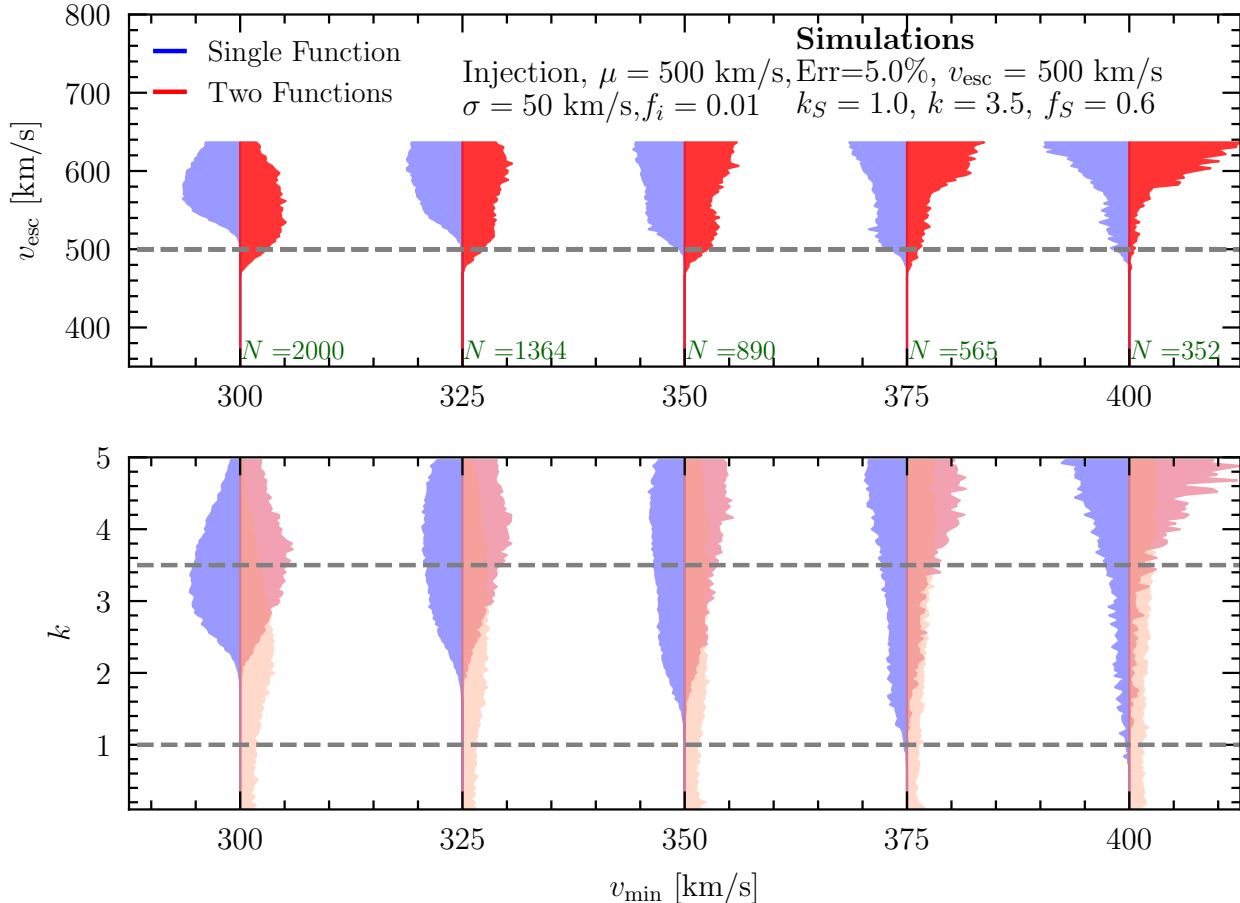 800
700
600
500
400
v_esc [km/s]
Single Function
Two Functions
Injection, μ = 500 km/s,
σ = 50 km/s,f_i = 0.01
Simulations
Err=5.0%, v_esc = 500 km/s
k_S = 1.0, k = 3.5, f_S = 0.6
N =2000
N =1364
N =890
N =565
N =352
300
325
350
375
400
5
4
3
2
1
k
300
325
350
375
400
v_min [km/s]